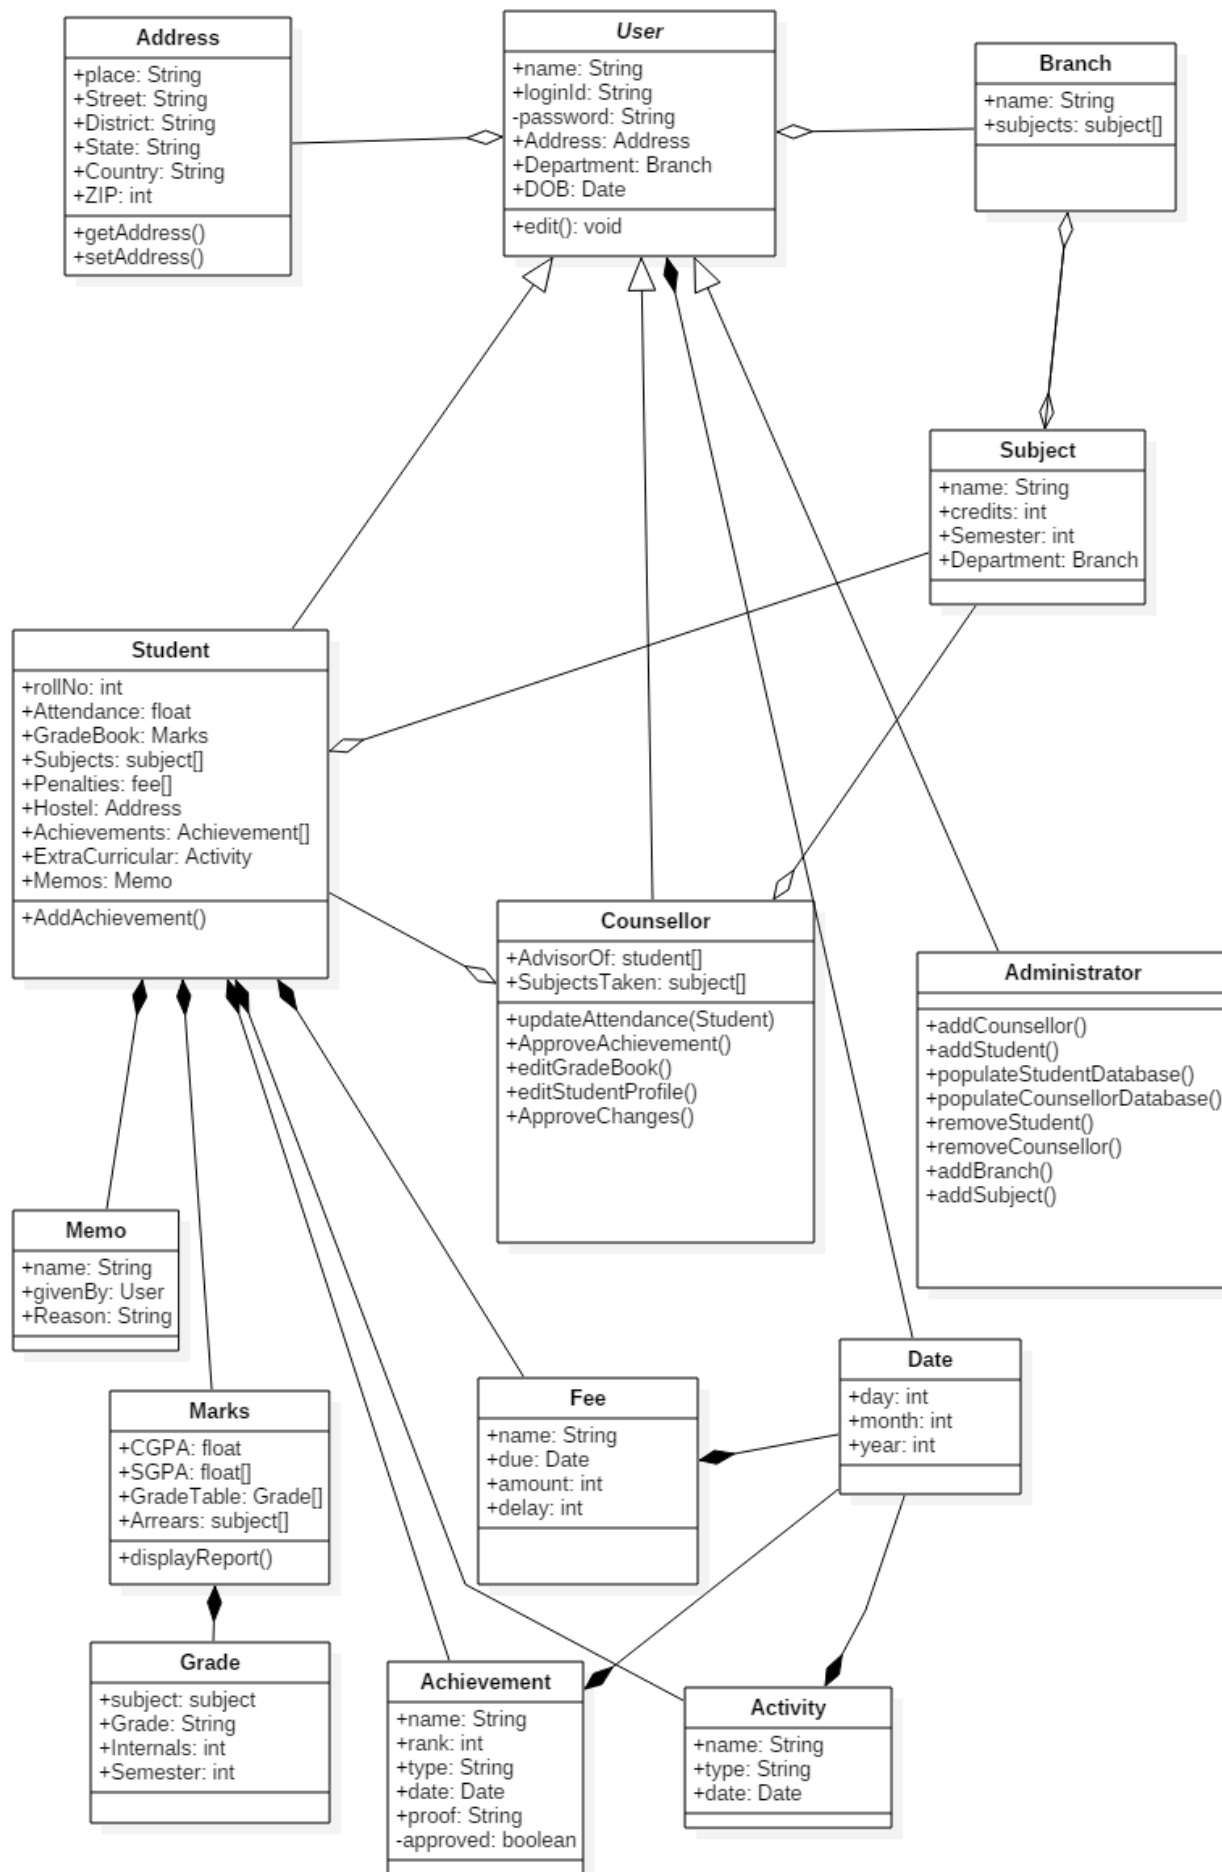 Address
+place: String
+Street: String
+District: String
+State: String
+Country: String
+ZIP: int
+getAddress()
+setAddress()
User
+name: String
+loginId: String
-password: String
+Address: Address
+Department: Branch
+DOB: Date
+edit(): void
Branch
+name: String
+subjects: subject[]
Subject
+name: String
+credits: int
+Semester: int
+Department: Branch
Student
+rollNo: int
+Attendance: float
+GradeBook: Marks
+Subjects: subject[]
+Penalties: fee[]
+Hostel: Address
+Achievements: Achievement[]
+ExtraCurricular: Activity
+Memos: Memo
+AddAchievement()
Counsellor
+AdvisorOf: student[]
+SubjectsTaken: subject[]
+updateAttendance(Student)
+ApproveAchievement()
+editGradeBook()
+editStudentProfile()
+ApproveChanges()
Administrator
+addCounsellor()
+addStudent()
+populateStudentDatabase()
+populateCounsellorDatabase()
+removeStudent()
+removeCounsellor()
+addBranch()
+addSubject()
Memo
+name: String
+givenBy: User
+Reason: String
Marks
+CGPA: float
+SGPA: float[]
+GradeTable: Grade[]
+Arrears: subject[]
+displayReport()
Fee
+name: String
+due: Date
+amount: int
+delay: int
Date
+day: int
+month: int
+year: int
Grade
+subject: subject
+Grade: String
+Internals: int
+Semester: int
Achievement
+name: String
+rank: int
+type: String
+date: Date
+proof: String
-approved: boolean
Activity
+name: String
+type: String
+date: Date